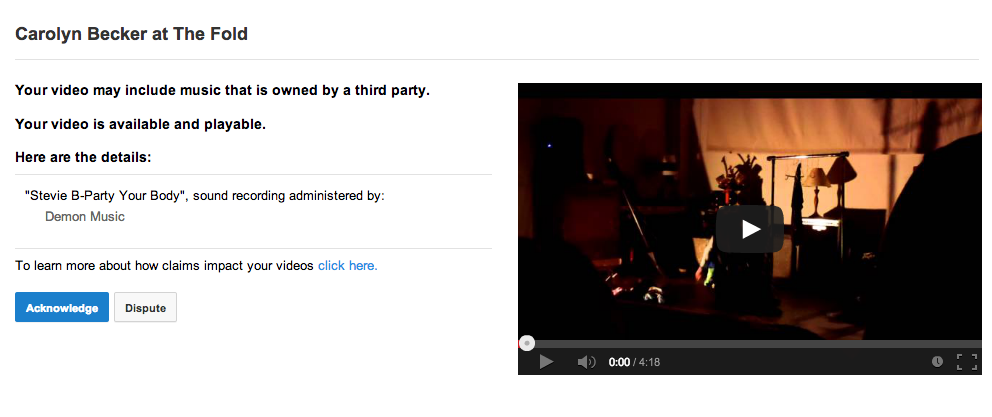 Carolyn Becker at The Fold
Your video may include music that is owned by a third party.
Your video is available and playable.
Here are the details:
"Stevie B-Party Your Body", sound recording administered by:
Demon Music
To learn more about how claims impact your videos click here.
Acknowledge Dispute
0:00 / 4:18